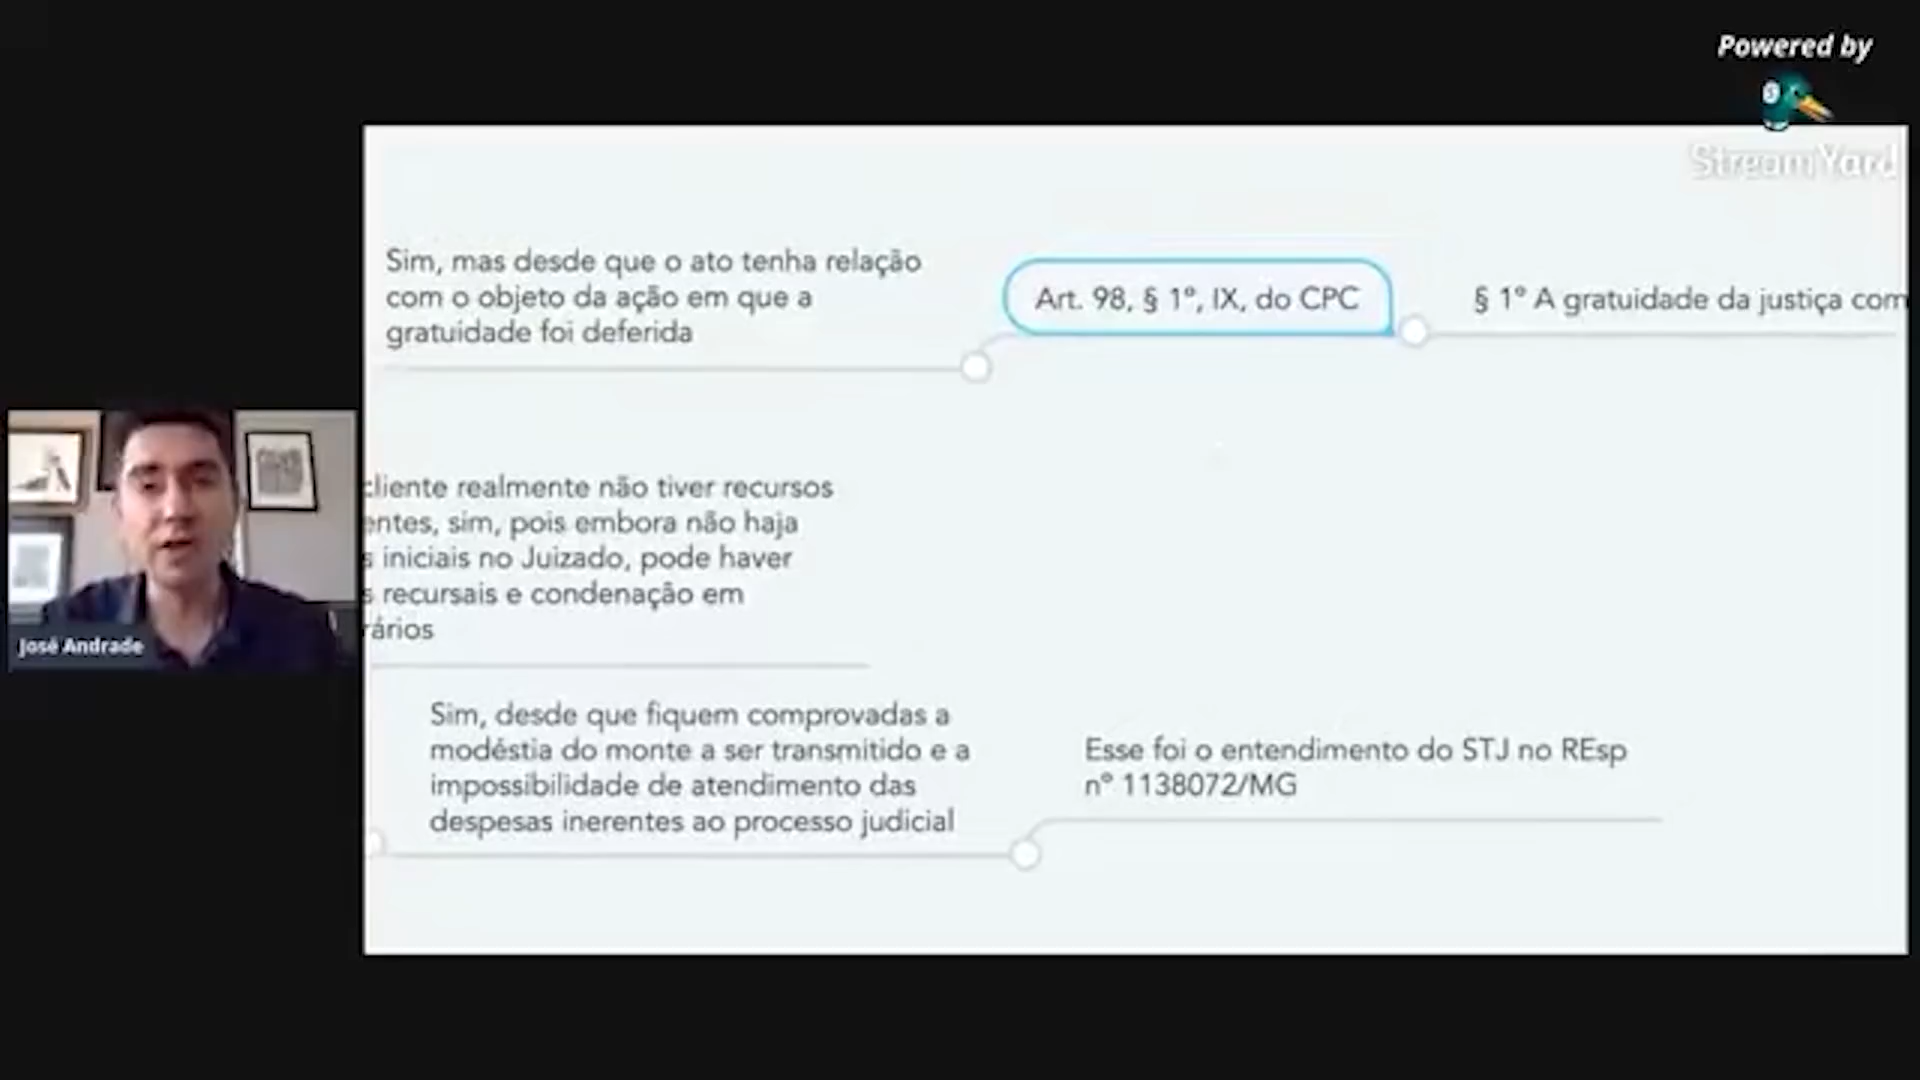 Powered by
StreamYard
Sim, mas desde que o ato tenha relação
com o objeto da ação em que a
gratuidade foi deferida
Art. 98, § 1º, IX, do CPC
§ 1º A gratuidade da justiça com
cliente realmente não tiver recursos
entes, sim, pois embora não haja
s iniciais no Juizado, pode haver
s recursais e condenação em
rários
José Andrade
Sim, desde que fiquem comprovadas a
modéstia do monte a ser transmitido e a
impossibilidade de atendimento das
despesas inerentes ao processo judicial
Esse foi o entendimento do STJ no REsp
nº 1138072/MG